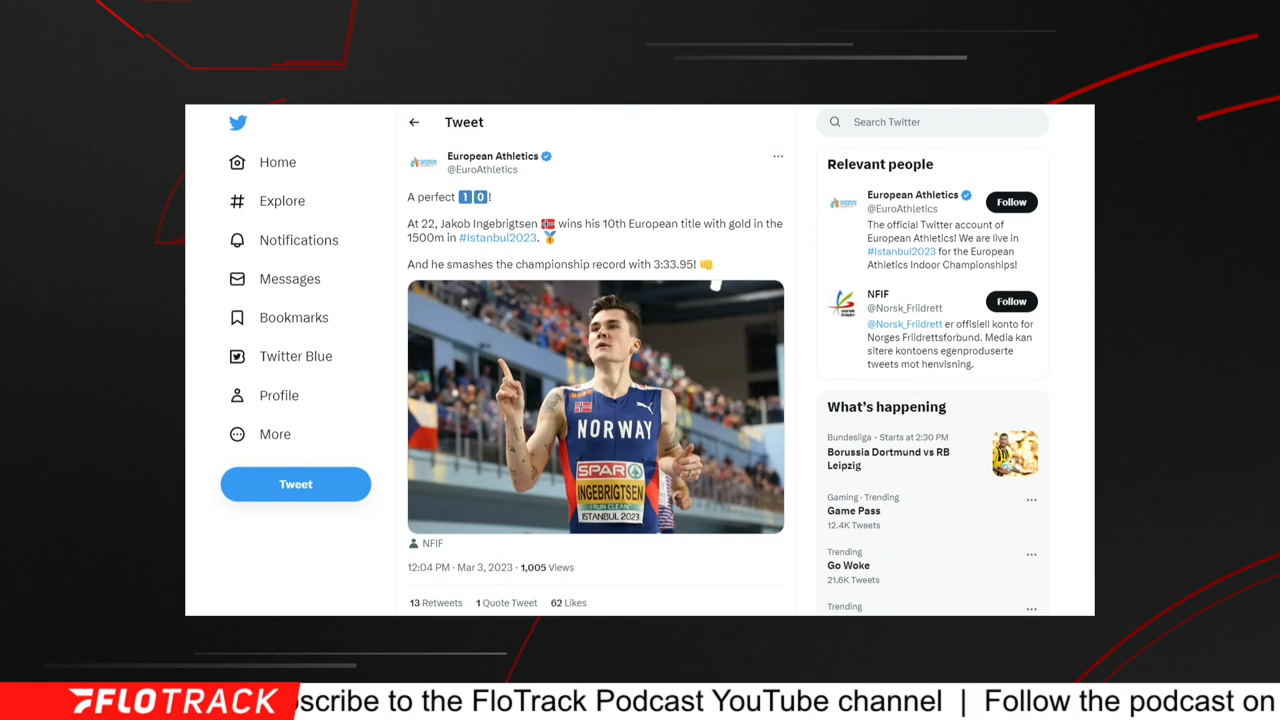 Home
Explore
Notifications
Messages
Bookmarks
Twitter Blue
Profile
More
Tweet
Tweet
European Athletics
@EuroAthletics
A perfect 10!
At 22, Jakob Ingebrigtsen 🇳🇴 wins his 10th European title with gold in the
1500m in #Istanbul2023. 🥇
And he smashes the championship record with 3:33.95! 👊
NORWAY
SPAR
INGEBRIGTSEN
I RUN CLEAN
ISTANBUL 2023
NFIF
12:04 PM · Mar 3, 2023 · 1,005 Views
13 Retweets 1 Quote Tweet 62 Likes
Search Twitter
Relevant people
European Athletics
@EuroAthletics
Follow
The official Twitter account of
European Athletics! We are live in
#Istanbul2023 for the European
Athletics Indoor Championships!
NFIF
@Norsk_Friidrett
Follow
@Norsk_Friidrett er offisiell konto for
Norges Friidrettsforbund. Media kan
sitere kontoens egenproduserte
tweets mot henvisning.
What's happening
Bundesliga · Starts at 2:30 PM
Borussia Dortmund vs RB
Leipzig
Gaming · Trending
Game Pass
12.4K Tweets
Trending
Go Woke
21.6K Tweets
Trending
FLOTRACK
scribe to the FloTrack Podcast YouTube channel | Follow the podcast on